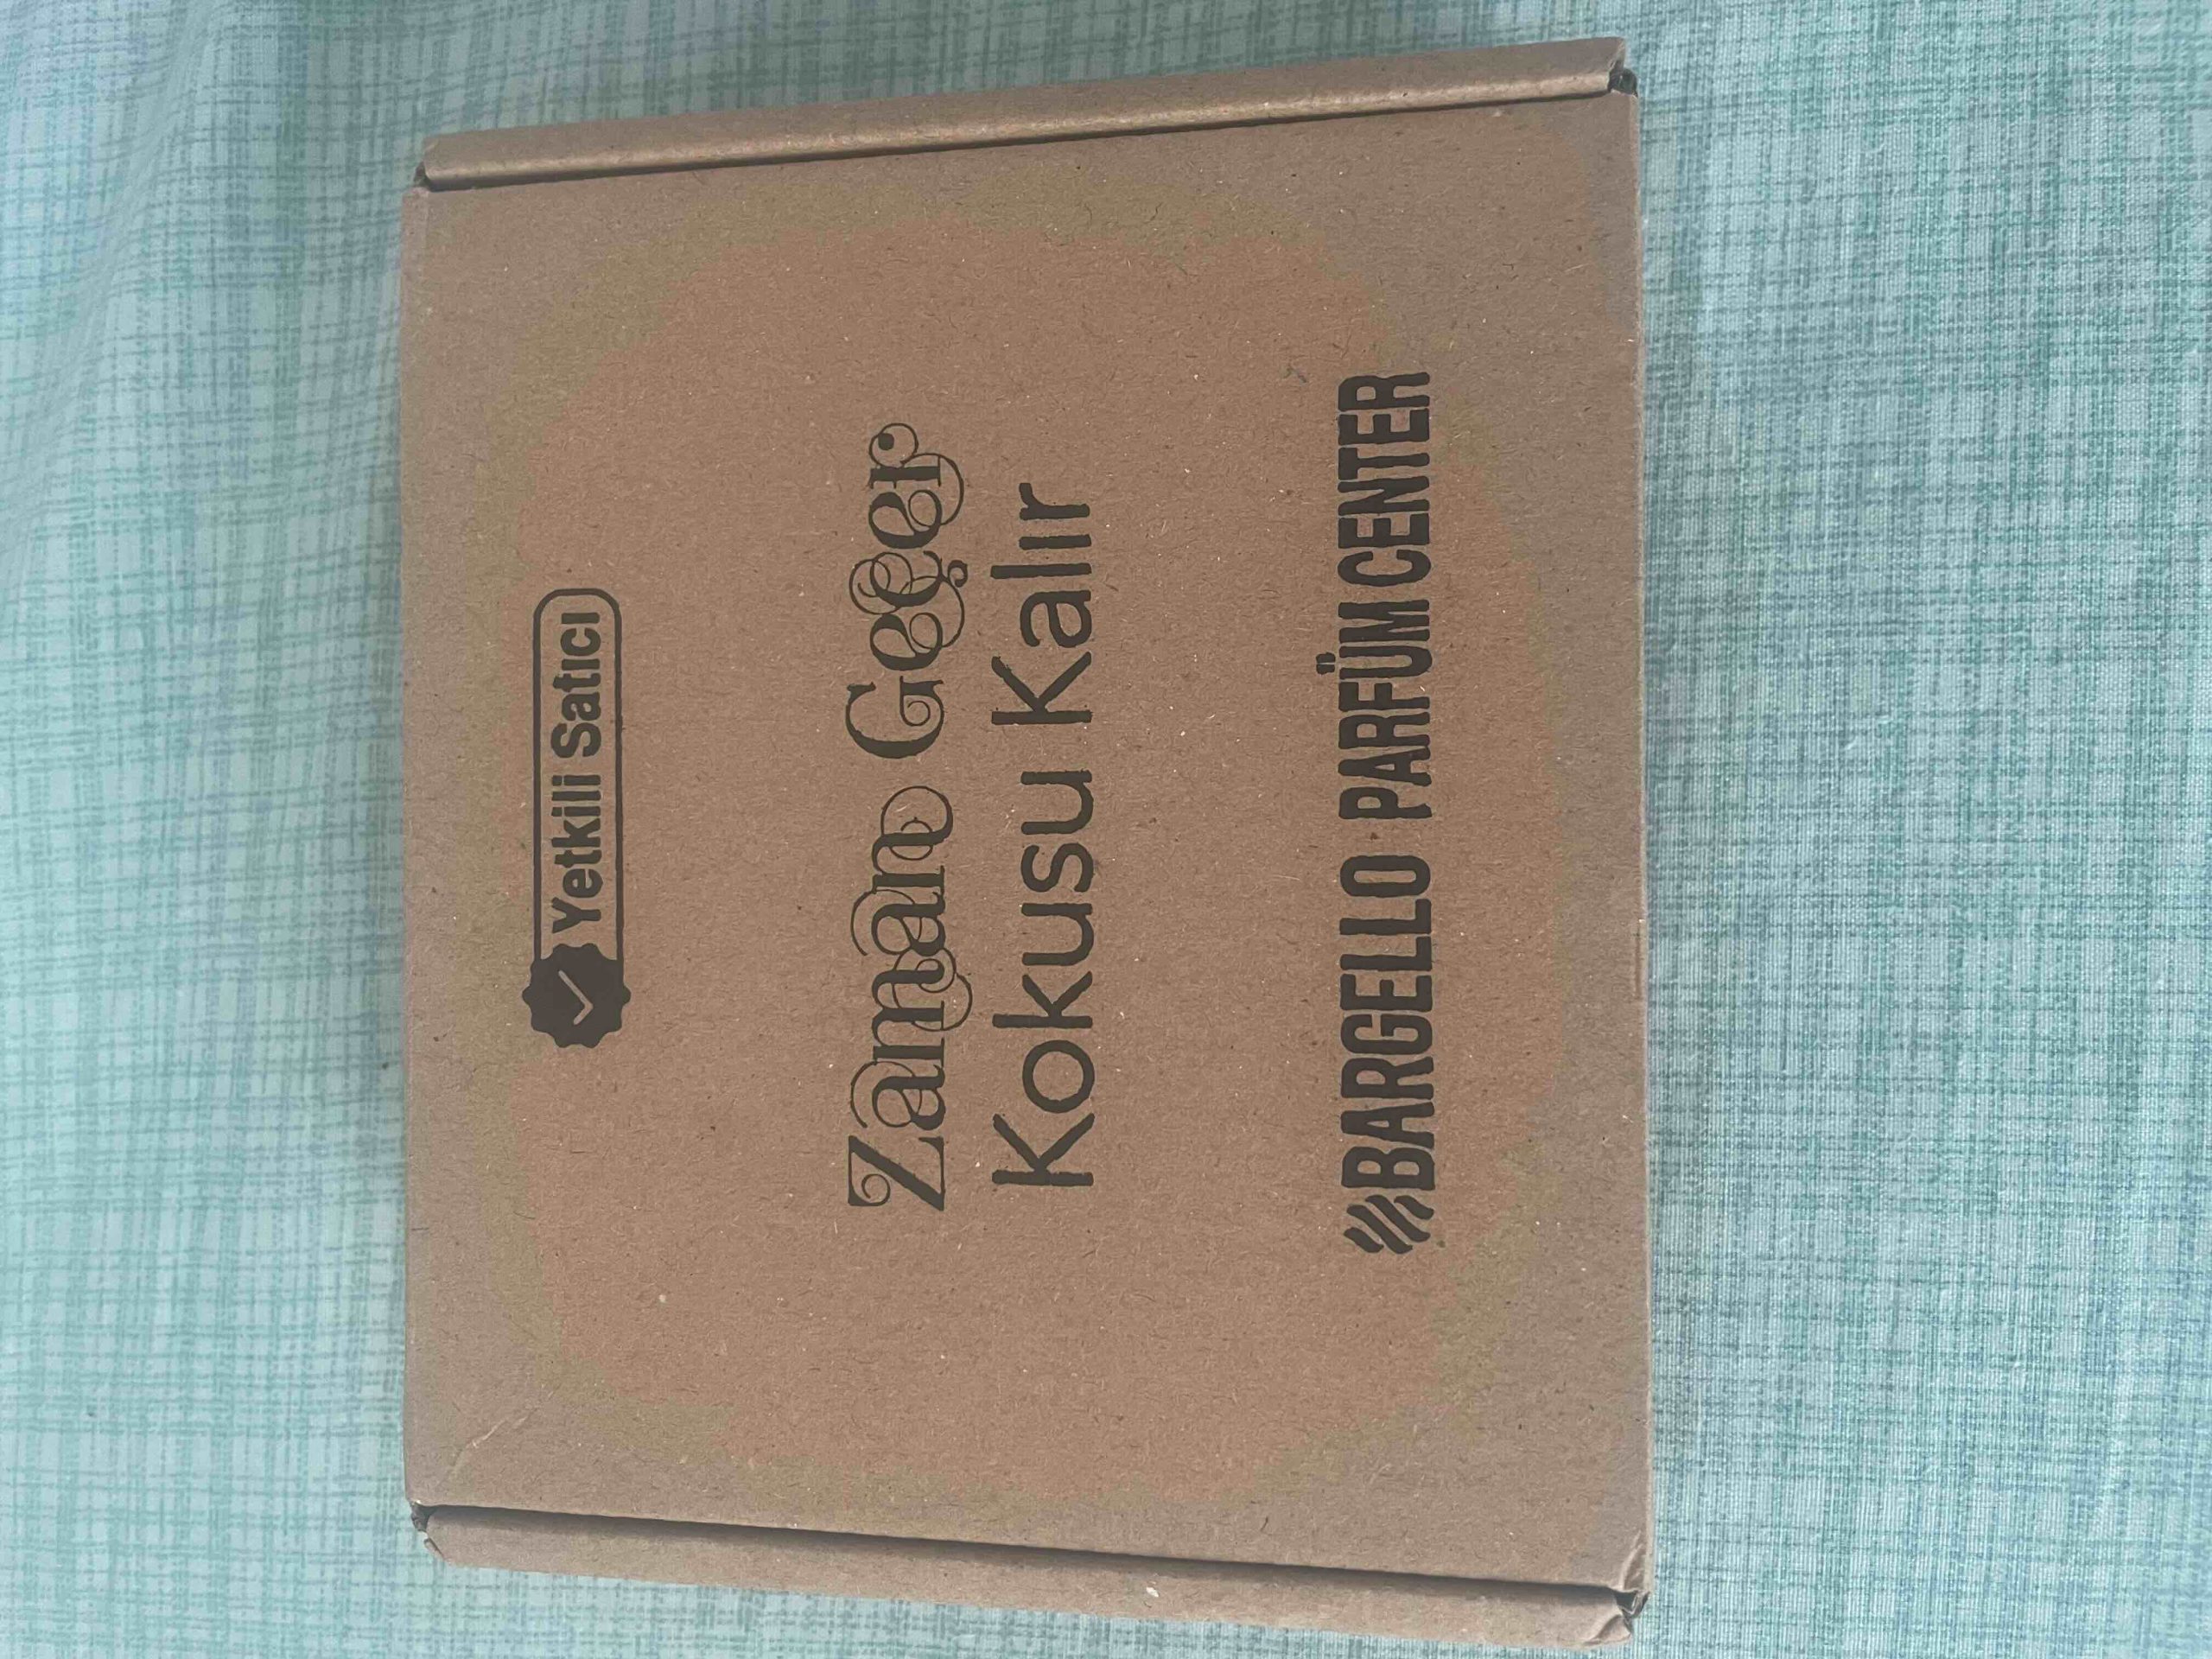 Yetkili Satıcı
Zaman Geçer
Kokusu Kalır
BARGELLO PARFÜM CENTER